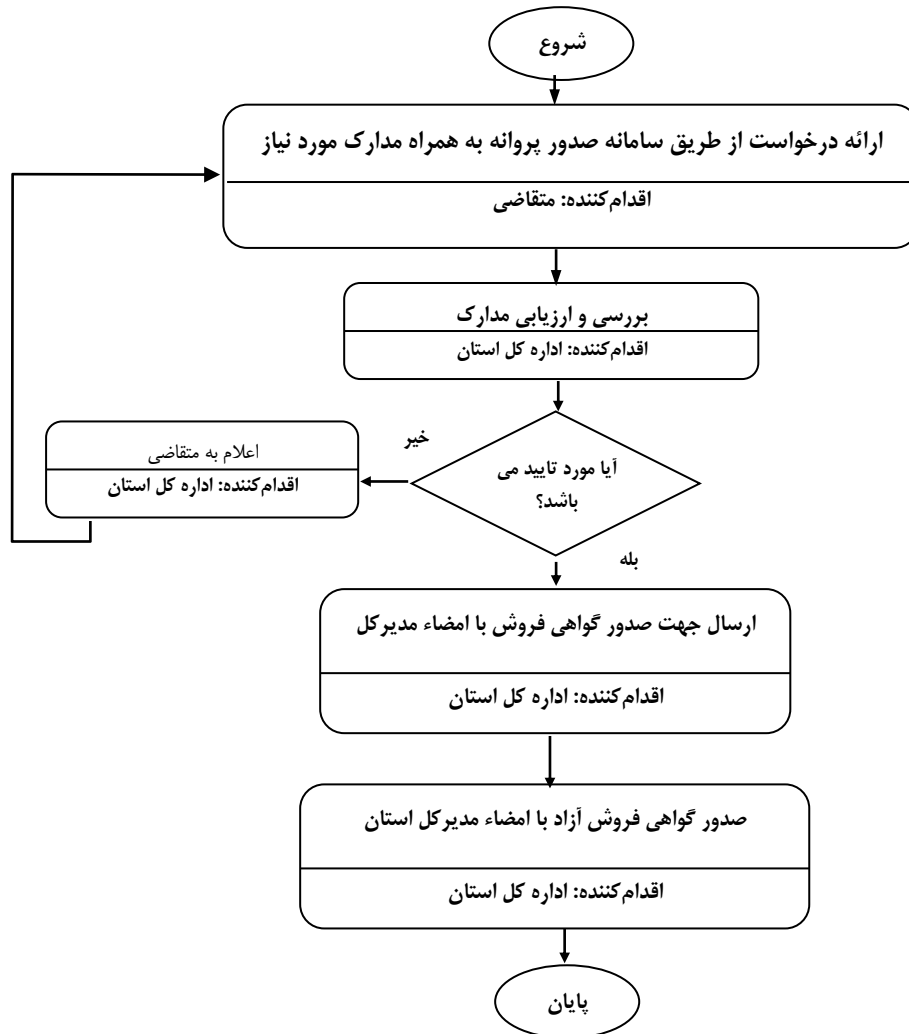 شروع
ارائه درخواست از طریق سامانه صدور پروانه به همراه مدارک مورد نیاز
اقدام‌کننده: متقاضی
بررسی و ارزیابی مدارک
اقدام‌کننده: اداره کل استان
آیا مورد تایید می
باشد؟
خیر
اعلام به متقاضی
اقدام‌کننده: اداره کل استان
بله
ارسال جهت صدور گواهی فروش با امضاء مدیرکل
اقدام‌کننده: اداره کل استان
صدور گواهی فروش آزاد با امضاء مدیرکل استان
اقدام‌کننده: اداره کل استان
پایان